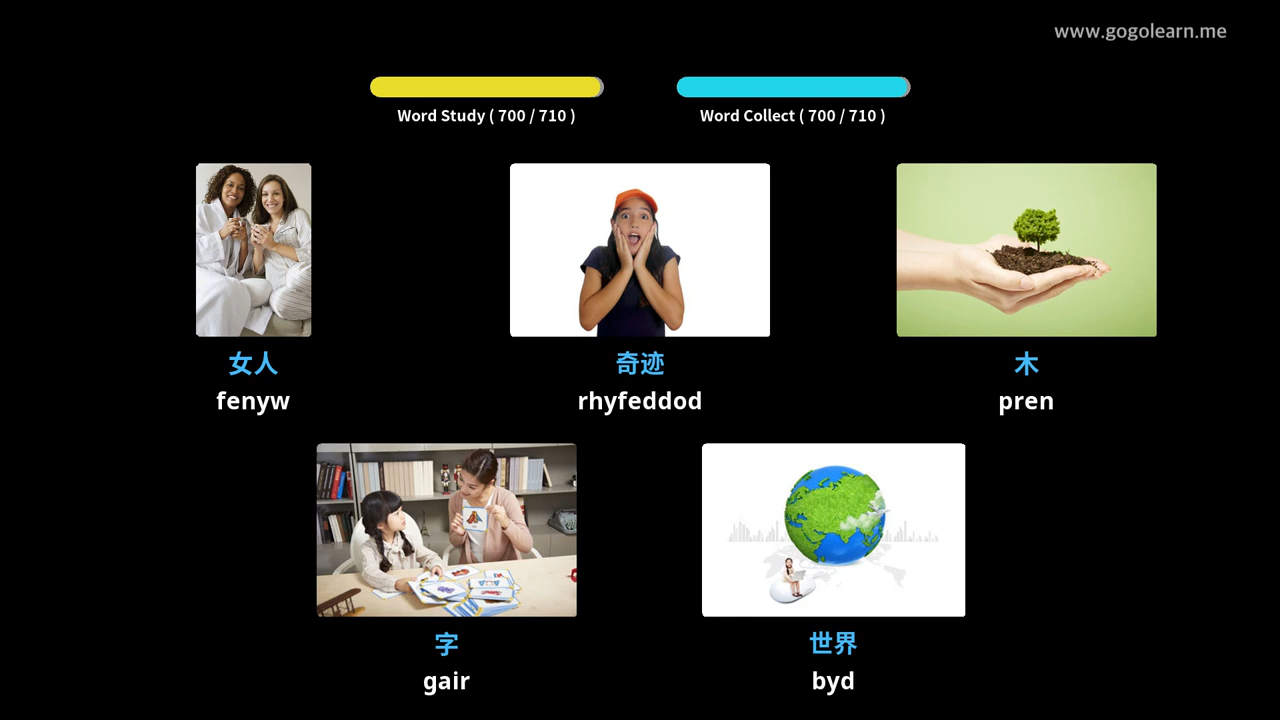 www.gogolearn.me
Word Study ( 700 / 710 )
Word Collect ( 700 / 710 )
女人
fenyw
奇迹
rhyfeddod
木
pren
字
gair
世界
byd